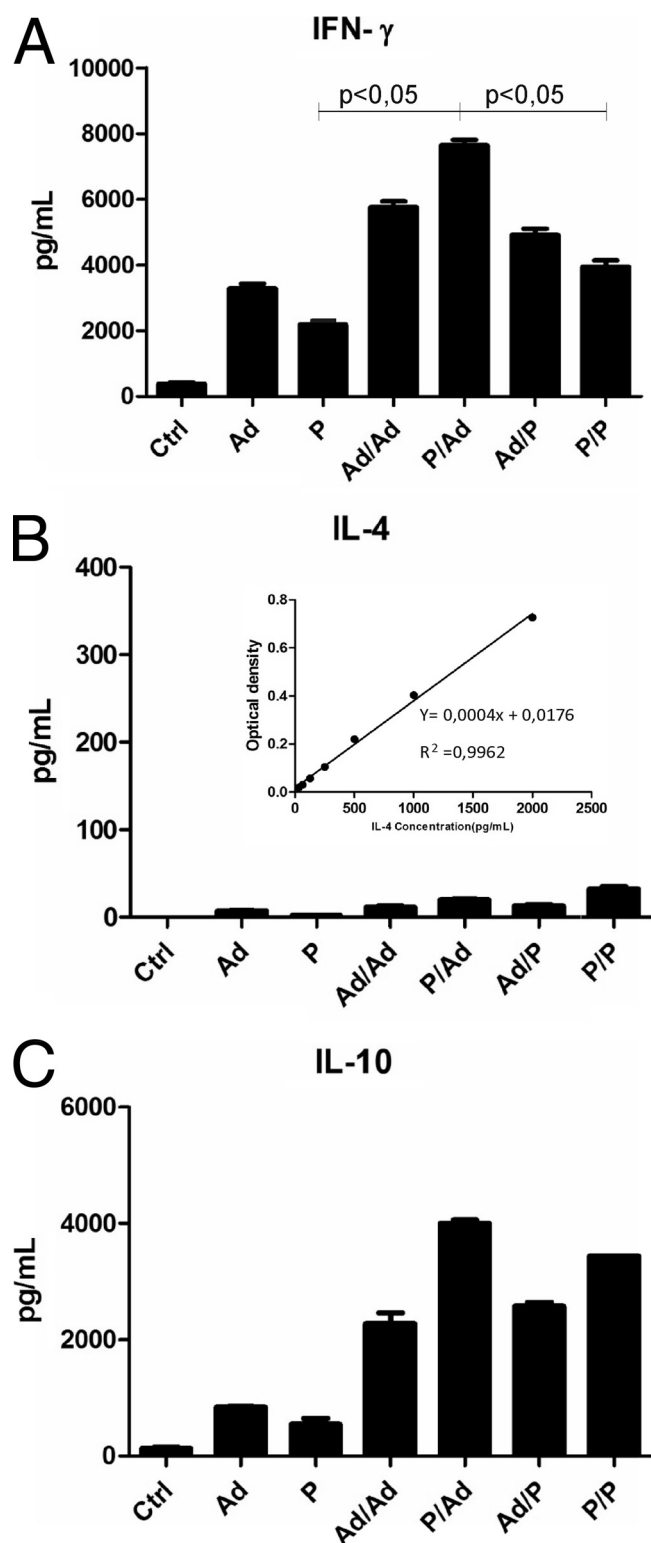 A
IFN- γ
10000
8000
6000
4000
2000
0
pg/mL
p<0,05
p<0,05
Ctrl
Ad
P
Ad/Ad
P/Ad
Ad/P
P/P
B
IL-4
400
300
200
100
0
pg/mL
0.8
0.6
0.4
0.2
0.0
Optical density
Y= 0,0004x + 0,0176
R² =0,9962
0 500 1000 1500 2000 2500
IL-4 Concentration(pg/mL)
Ctrl
Ad
P
Ad/Ad
P/Ad
Ad/P
P/P
C
IL-10
6000
4000
2000
0
pg/mL
Ctrl
Ad
P
Ad/Ad
P/Ad
Ad/P
P/P